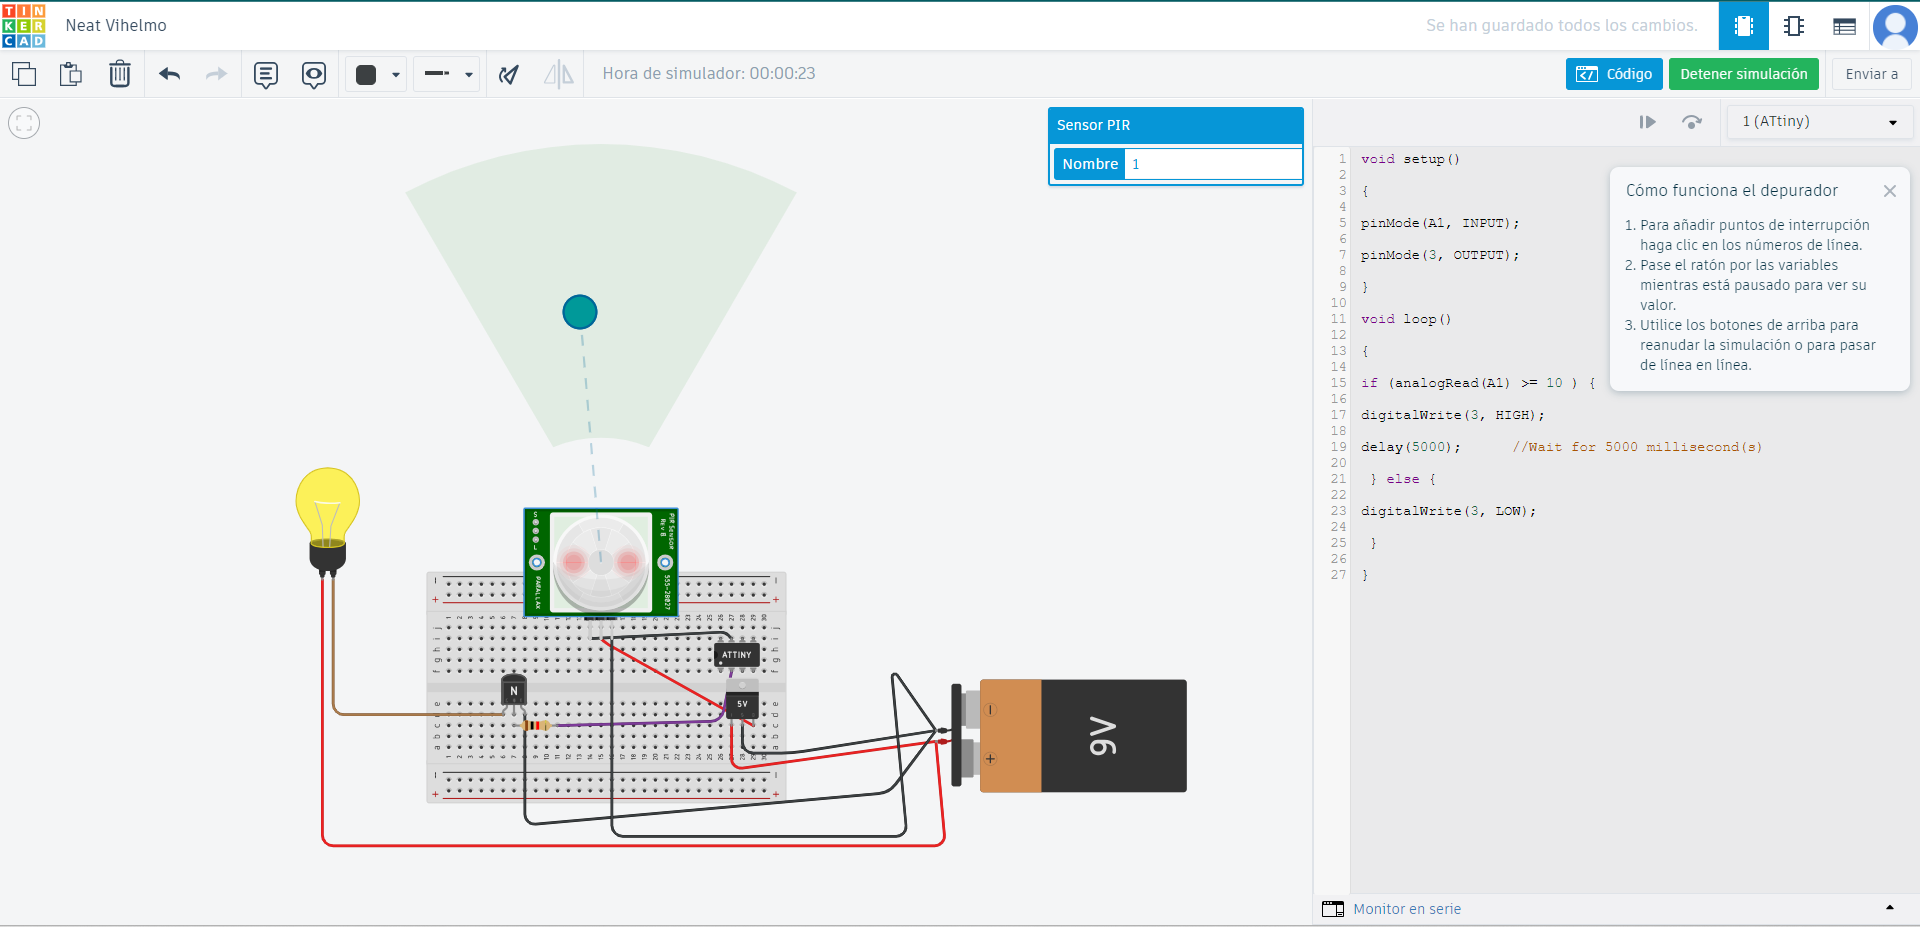 TIN
KER
CAD
Neat Vihelmo
Se han guardado todos los cambios.
Hora de simulador: 00:00:23
Código
Detener simulación
Enviar a
Sensor PIR
Nombre 1
1 (ATtiny)
1 void setup()
2
3 {
4
5 pinMode(A1, INPUT);
6
7 pinMode(3, OUTPUT);
8
9 }
10
11 void loop()
12
13 {
14
15 if (analogRead(A1) >= 10 ) {
16
17 digitalWrite(3, HIGH);
18
19 delay(5000); //Wait for 5000 millisecond(s)
20
21 } else {
22
23 digitalWrite(3, LOW);
24
25 }
26
27 }
Cómo funciona el depurador
1. Para añadir puntos de interrupción
haga clic en los números de línea.
2. Pase el ratón por las variables
mientras está pausado para ver su
valor.
3. Utilice los botones de arriba para
reanudar la simulación o para pasar
de línea en línea.
S
L
PIR Sensor
Rev B
PARALLAX
555-28027
ATTINY
N
5V
9V
Monitor en serie